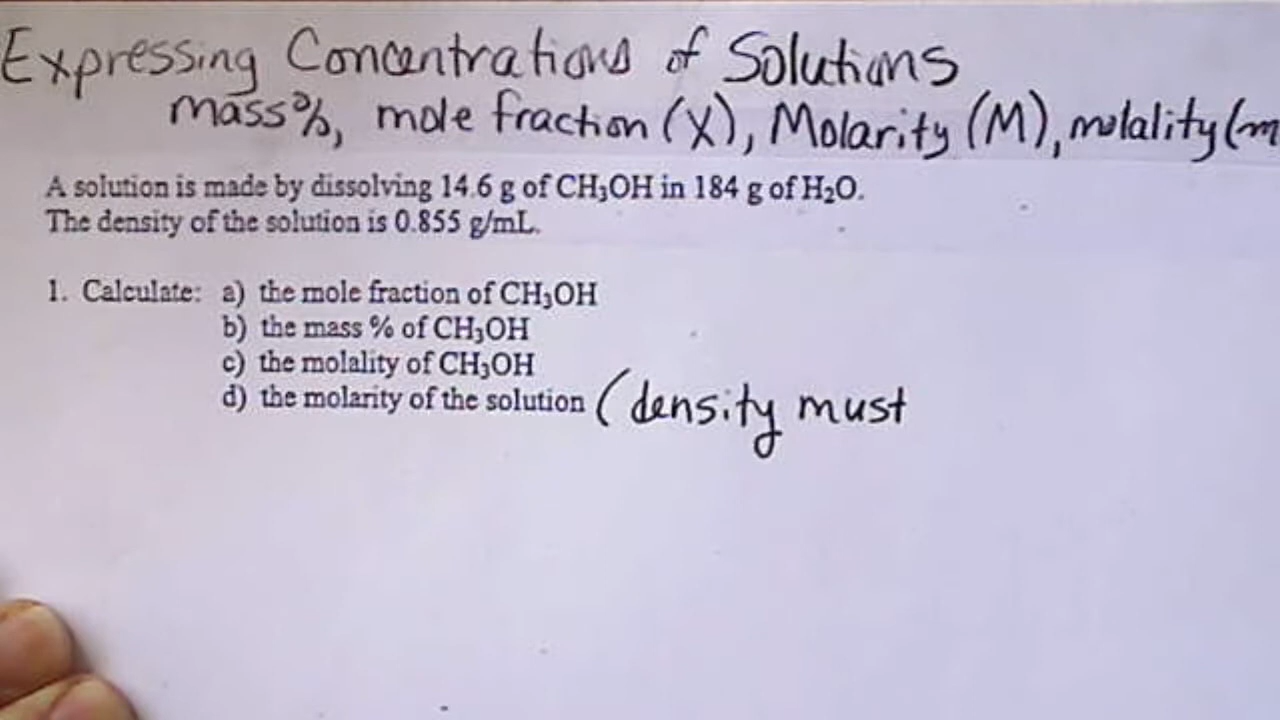 Expressing Concentrations of Solutions
mass%, mole fraction (X), Molarity (M), molality (m
A solution is made by dissolving 14.6 g of CH₃OH in 184 g of H₂O.
The density of the solution is 0.855 g/mL.
1. Calculate: a) the mole fraction of CH₃OH
b) the mass % of CH₃OH
c) the molality of CH₃OH
d) the molarity of the solution (density must